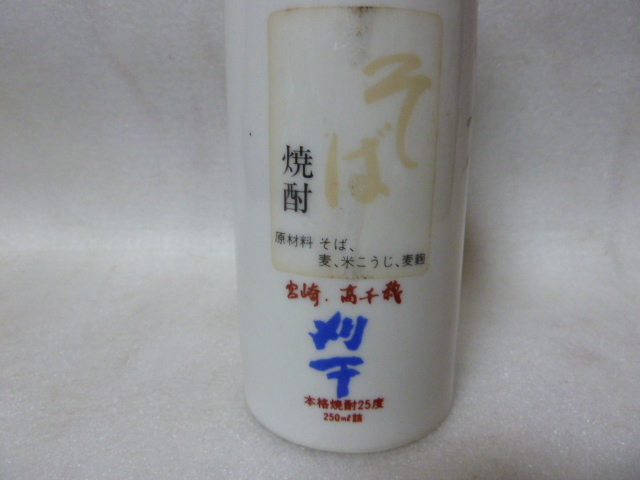 そば
焼酎
原材料 そば、
麦、米こうじ、麦麹
宮崎・高千穂
刈干
本格焼酎25度
250mℓ詰